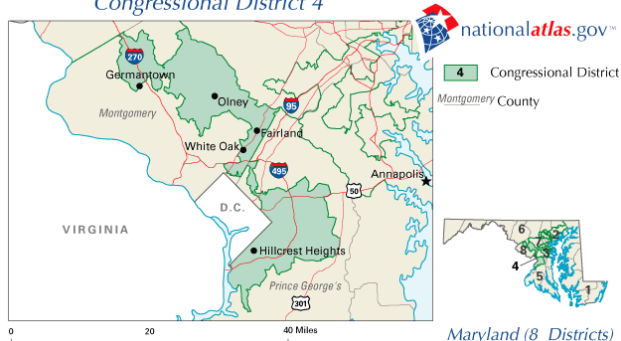 Congressional District 4
nationalatlas.gov™
270
Germantown
4 Congressional District
Olney
95
Montgomery County
Montgomery
Fairland
White Oak
495
Annapolis
50
D.C.
VIRGINIA
Hillcrest Heights
Prince George's
301
6
2
7
8
3
4
5
1
0 20 40 Miles
Maryland (8 Districts)